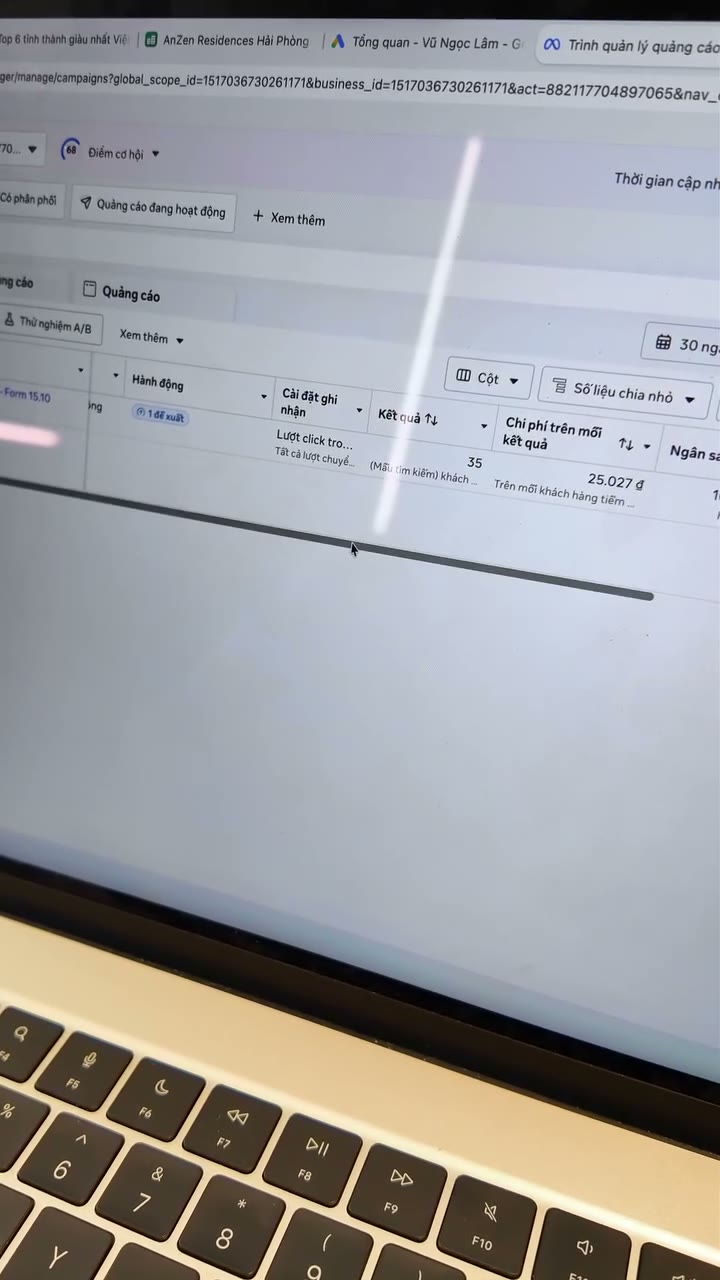 Top 6 tỉnh thành giàu nhất Việ
AnZen Residences Hải Phòng
Tổng quan - Vũ Ngọc Lâm - G
Trình quản lý quảng cáo
ger/manage/campaigns?global_scope_id=1517036730261171&business_id=1517036730261171&act=882117704897065&nav_
70...
68
Điểm cơ hội
Thời gian cập nh
Có phân phối
Quảng cáo đang hoạt động
+ Xem thêm
ng cáo
Quảng cáo
Thử nghiệm A/B
Xem thêm
30 ngà
Cột
Số liệu chia nhỏ
Hành động
Cài đặt ghi nhận
Kết quả
Chi phí trên mỗi kết quả
Ngân sá
- Form 15.10
ộng
1 đề xuất
Lượt click tro...
Tất cả lượt chuyể...
35
(Mẫu tìm kiếm) khách ...
25.027 ₫
Trên mỗi khách hàng tiềm ...
F4
F5
F6
F7
F8
F9
F10
%
^
6
&
7
*
8
(
9
Y